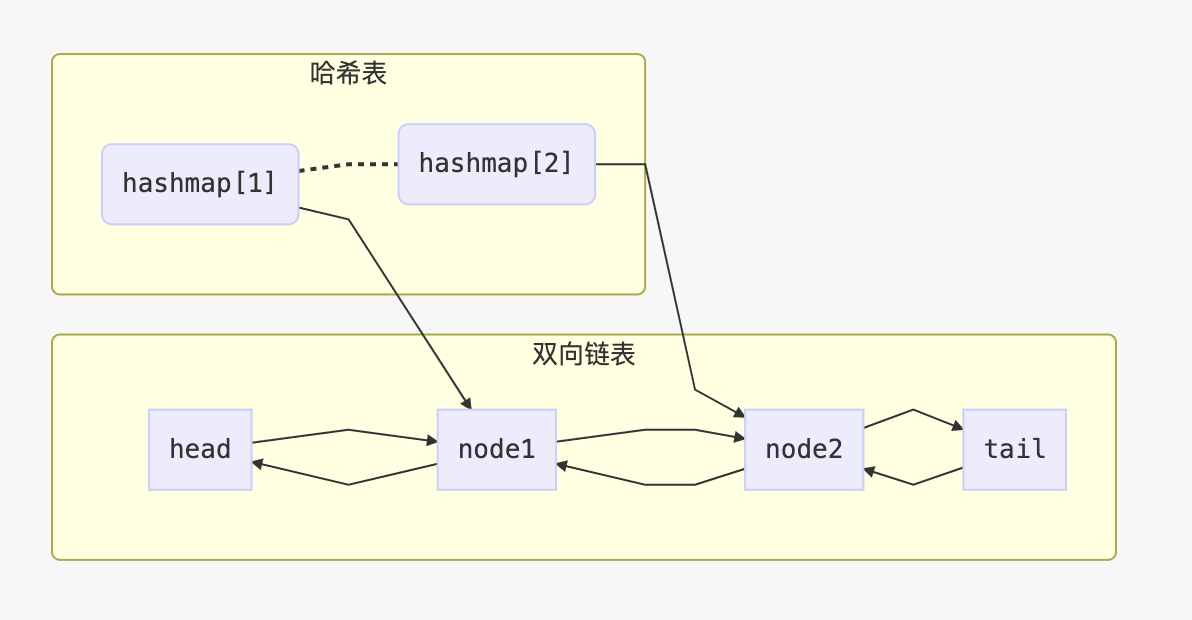 哈希表
hashmap[1]
hashmap[2]
双向链表
head
node1
node2
tail